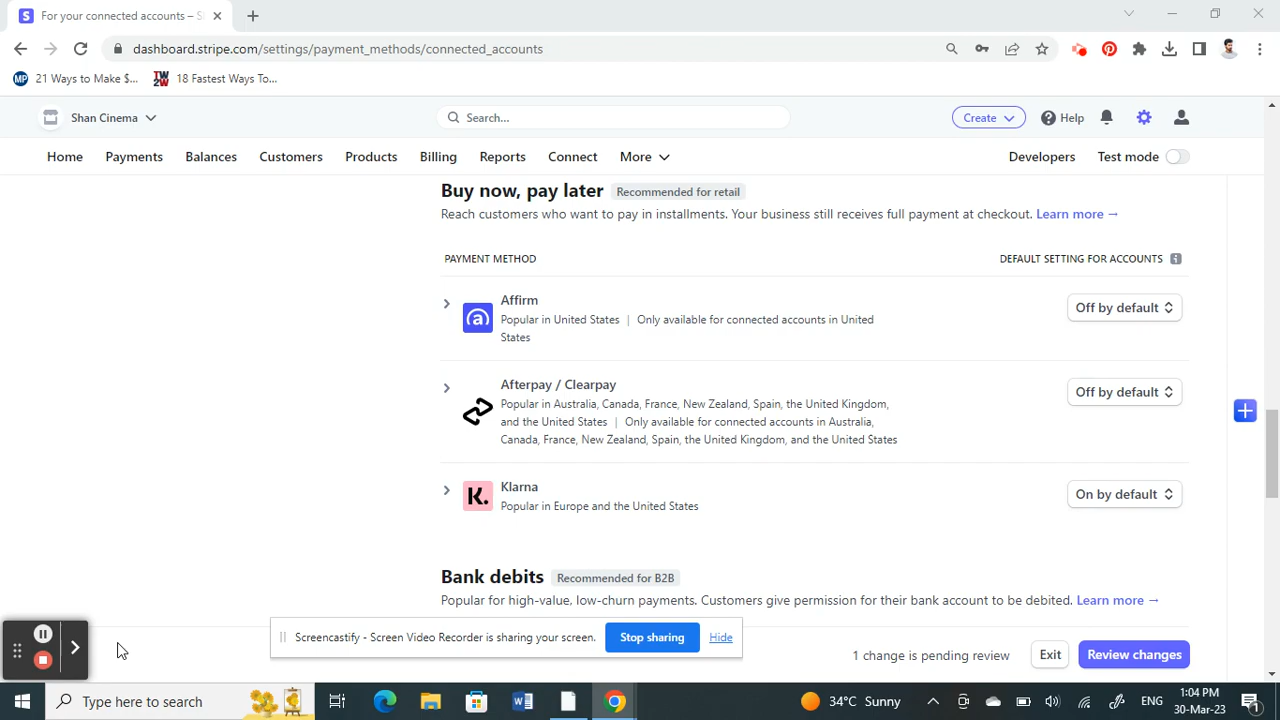 For your connected accounts – S
dashboard.stripe.com/settings/payment_methods/connected_accounts
MP 21 Ways to Make $... TW 2W 18 Fastest Ways To...
Shan Cinema Search... Create Help
Home Payments Balances Customers Products Billing Reports Connect More Developers Test mode
Buy now, pay later Recommended for retail
Reach customers who want to pay in installments. Your business still receives full payment at checkout. Learn more →
PAYMENT METHOD DEFAULT SETTING FOR ACCOUNTS i
Affirm
Off by default
Popular in United States | Only available for connected accounts in United
States
Afterpay / Clearpay
Off by default
Popular in Australia, Canada, France, New Zealand, Spain, the United Kingdom,
and the United States | Only available for connected accounts in Australia,
Canada, France, New Zealand, Spain, the United Kingdom, and the United States
Klarna
K. On by default
Popular in Europe and the United States
Bank debits Recommended for B2B
Popular for high-value, low-churn payments. Customers give permission for their bank account to be debited. Learn more →
Screencastify - Screen Video Recorder is sharing your screen. Stop sharing Hide
1 change is pending review Exit Review changes
Type here to search 34°C Sunny ENG 1:04 PM
30-Mar-23 1